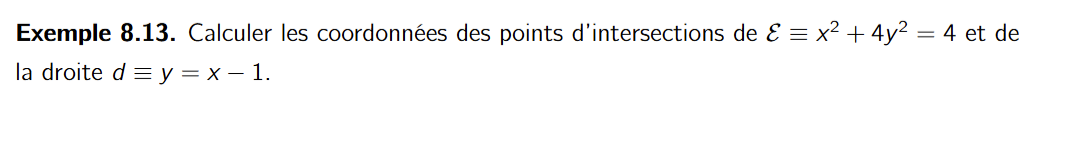 Exemple 8.13. Calculer les coordonnées des points d'intersections de ℰ ≡ x² + 4y² = 4 et de
la droite d ≡ y = x − 1.